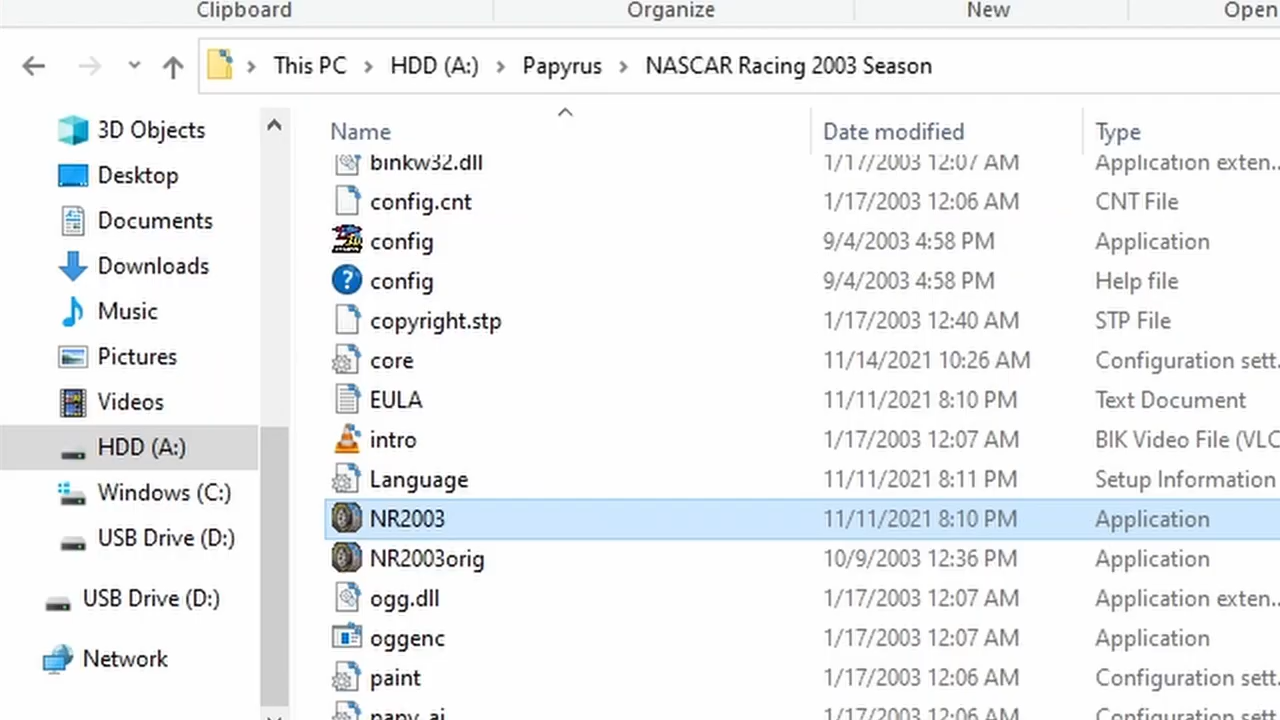 Clipboard Organize New Open
This PC > HDD (A:) > Papyrus > NASCAR Racing 2003 Season
Name Date modified Type
3D Objects
Desktop
Documents
Downloads
Music
Pictures
Videos
HDD (A:)
Windows (C:)
USB Drive (D:)
USB Drive (D:)
Network
binkw32.dll 1/17/2003 12:07 AM Application exten...
config.cnt 1/17/2003 12:06 AM CNT File
config 9/4/2003 4:58 PM Application
config 9/4/2003 4:58 PM Help file
copyright.stp 1/17/2003 12:40 AM STP File
core 11/14/2021 10:26 AM Configuration sett...
EULA 11/11/2021 8:10 PM Text Document
intro 1/17/2003 12:07 AM BIK Video File (VLC
Language 11/11/2021 8:11 PM Setup Information
NR2003 11/11/2021 8:10 PM Application
NR2003orig 10/9/2003 12:36 PM Application
ogg.dll 1/17/2003 12:07 AM Application exten...
oggenc 1/17/2003 12:07 AM Application
paint 1/17/2003 12:06 AM Configuration sett...
papy_ai 1/17/2003 12:06 AM Configuration sett...